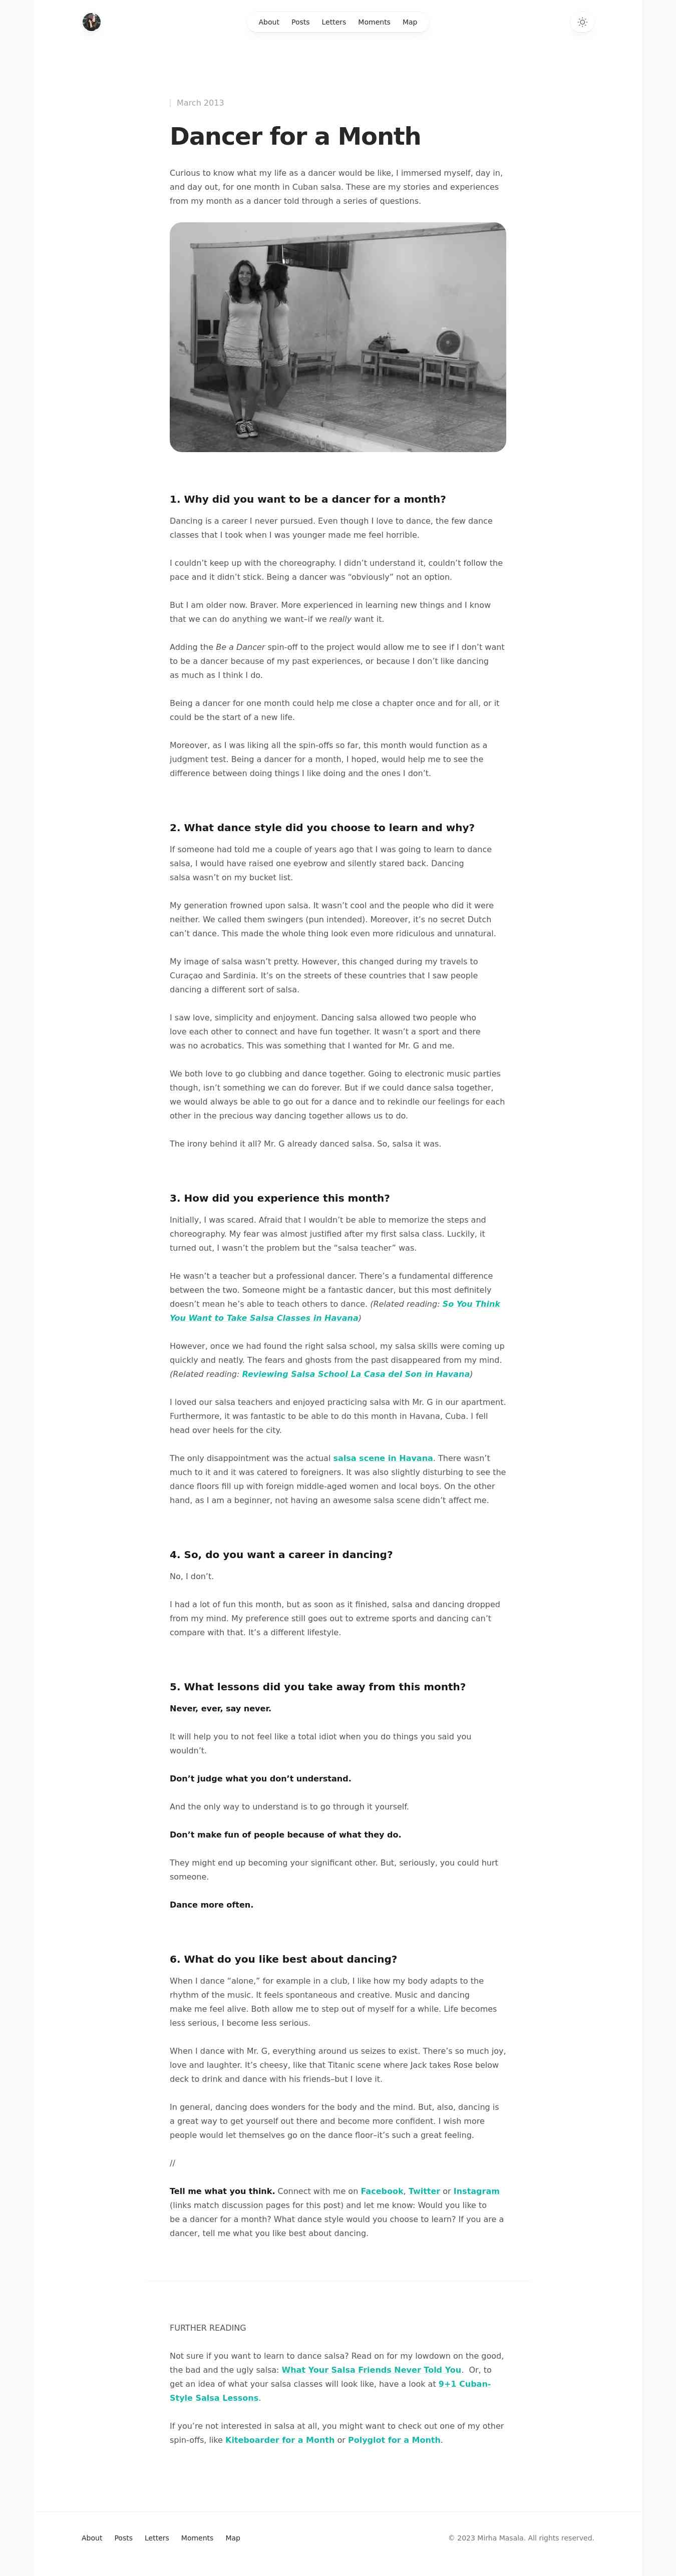 About Posts Letters Moments Map
March 2013
Dancer for a Month
Curious to know what my life as a dancer would be like, I immersed myself, day in,
and day out, for one month in Cuban salsa. These are my stories and experiences
from my month as a dancer told through a series of questions.
1. Why did you want to be a dancer for a month?
Dancing is a career I never pursued. Even though I love to dance, the few dance
classes that I took when I was younger made me feel horrible.
I couldn’t keep up with the choreography. I didn’t understand it, couldn’t follow the
pace and it didn’t stick. Being a dancer was “obviously” not an option.
But I am older now. Braver. More experienced in learning new things and I know
that we can do anything we want–if we really want it.
Adding the Be a Dancer spin-off to the project would allow me to see if I don’t want
to be a dancer because of my past experiences, or because I don’t like dancing
as much as I think I do.
Being a dancer for one month could help me close a chapter once and for all, or it
could be the start of a new life.
Moreover, as I was liking all the spin-offs so far, this month would function as a
judgment test. Being a dancer for a month, I hoped, would help me to see the
difference between doing things I like doing and the ones I don’t.
2. What dance style did you choose to learn and why?
If someone had told me a couple of years ago that I was going to learn to dance
salsa, I would have raised one eyebrow and silently stared back. Dancing
salsa wasn’t on my bucket list.
My generation frowned upon salsa. It wasn’t cool and the people who did it were
neither. We called them swingers (pun intended). Moreover, it’s no secret Dutch
can’t dance. This made the whole thing look even more ridiculous and unnatural.
My image of salsa wasn’t pretty. However, this changed during my travels to
Curaçao and Sardinia. It’s on the streets of these countries that I saw people
dancing a different sort of salsa.
I saw love, simplicity and enjoyment. Dancing salsa allowed two people who
love each other to connect and have fun together. It wasn’t a sport and there
was no acrobatics. This was something that I wanted for Mr. G and me.
We both love to go clubbing and dance together. Going to electronic music parties
though, isn’t something we can do forever. But if we could dance salsa together,
we would always be able to go out for a dance and to rekindle our feelings for each
other in the precious way dancing together allows us to do.
The irony behind it all? Mr. G already danced salsa. So, salsa it was.
3. How did you experience this month?
Initially, I was scared. Afraid that I wouldn’t be able to memorize the steps and
choreography. My fear was almost justified after my first salsa class. Luckily, it
turned out, I wasn’t the problem but the “salsa teacher” was.
He wasn’t a teacher but a professional dancer. There’s a fundamental difference
between the two. Someone might be a fantastic dancer, but this most definitely
doesn’t mean he’s able to teach others to dance. (Related reading: So You Think
You Want to Take Salsa Classes in Havana)
However, once we had found the right salsa school, my salsa skills were coming up
quickly and neatly. The fears and ghosts from the past disappeared from my mind.
(Related reading: Reviewing Salsa School La Casa del Son in Havana)
I loved our salsa teachers and enjoyed practicing salsa with Mr. G in our apartment.
Furthermore, it was fantastic to be able to do this month in Havana, Cuba. I fell
head over heels for the city.
The only disappointment was the actual salsa scene in Havana. There wasn’t
much to it and it was catered to foreigners. It was also slightly disturbing to see the
dance floors fill up with foreign middle-aged women and local boys. On the other
hand, as I am a beginner, not having an awesome salsa scene didn’t affect me.
4. So, do you want a career in dancing?
No, I don’t.
I had a lot of fun this month, but as soon as it finished, salsa and dancing dropped
from my mind. My preference still goes out to extreme sports and dancing can’t
compare with that. It’s a different lifestyle.
5. What lessons did you take away from this month?
Never, ever, say never.
It will help you to not feel like a total idiot when you do things you said you
wouldn’t.
Don’t judge what you don’t understand.
And the only way to understand is to go through it yourself.
Don’t make fun of people because of what they do.
They might end up becoming your significant other. But, seriously, you could hurt
someone.
Dance more often.
6. What do you like best about dancing?
When I dance “alone,” for example in a club, I like how my body adapts to the
rhythm of the music. It feels spontaneous and creative. Music and dancing
make me feel alive. Both allow me to step out of myself for a while. Life becomes
less serious, I become less serious.
When I dance with Mr. G, everything around us seizes to exist. There’s so much joy,
love and laughter. It’s cheesy, like that Titanic scene where Jack takes Rose below
deck to drink and dance with his friends–but I love it.
In general, dancing does wonders for the body and the mind. But, also, dancing is
a great way to get yourself out there and become more confident. I wish more
people would let themselves go on the dance floor–it’s such a great feeling.
//
Tell me what you think. Connect with me on Facebook, Twitter or Instagram
(links match discussion pages for this post) and let me know: Would you like to
be a dancer for a month? What dance style would you choose to learn? If you are a
dancer, tell me what you like best about dancing.
FURTHER READING
Not sure if you want to learn to dance salsa? Read on for my lowdown on the good,
the bad and the ugly salsa: What Your Salsa Friends Never Told You. Or, to
get an idea of what your salsa classes will look like, have a look at 9+1 Cuban-
Style Salsa Lessons.
If you’re not interested in salsa at all, you might want to check out one of my other
spin-offs, like Kiteboarder for a Month or Polyglot for a Month.
About Posts Letters Moments Map
© 2023 Mirha Masala. All rights reserved.